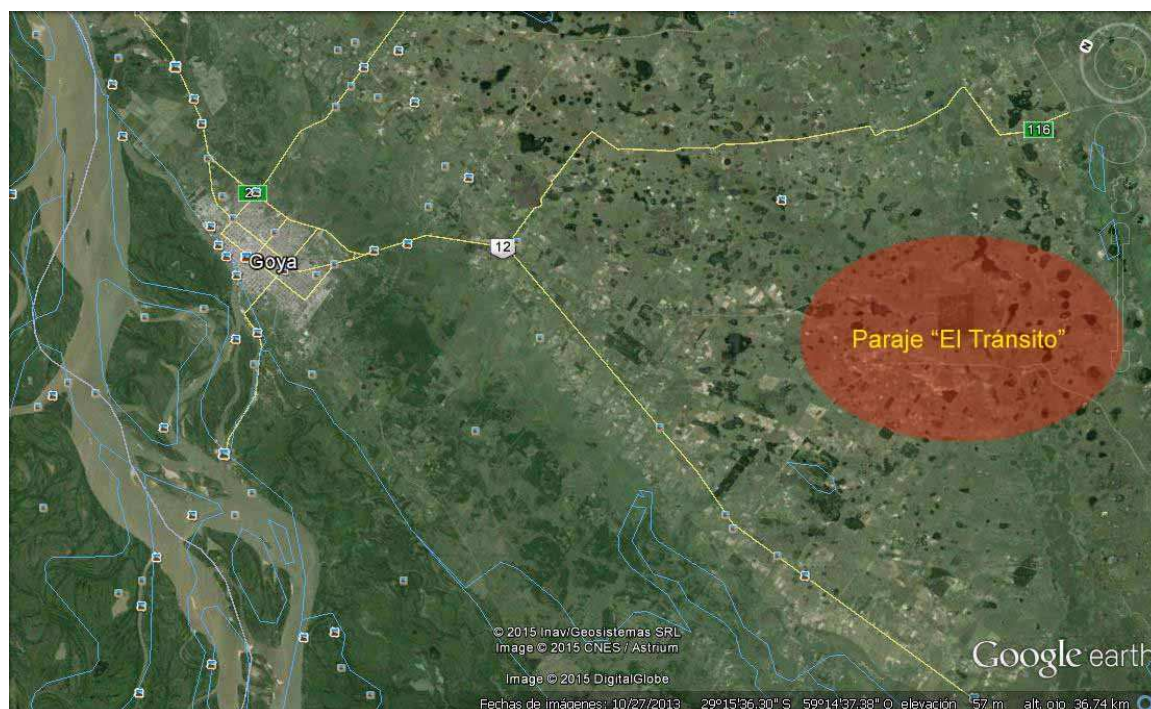 N
116
12
Goya
Paraje “El Tránsito”
© 2015 Inav/Geosistemas SRL
Image © 2015 CNES / Astrium
Image © 2015 DigitalGlobe
Google earth
Fechas de imágenes: 10/27/2013 29°15'36.30" S 59°14'37.38" O elevación 57 m alt. ojo 36.74 km